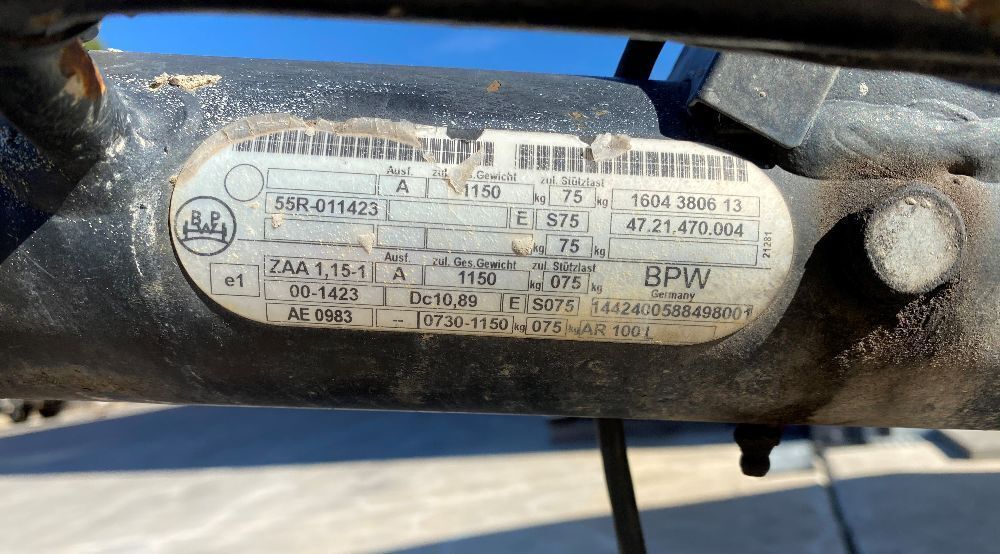 Ausf. zul. Ges.Gewicht zul. Stützlast
A 1150 kg 75 kg 1604 3806 13
55R-011423 E S75 47.21.470.004
BPW
kg 75 kg
21281
Ausf. zul. Ges.Gewicht zul. Stützlast
e1 ZAA 1,15-1 A 1150 kg 075 kg BPW
Germany
00-1423 Dc10,89 E S075 1442400588498001
AE 0983 -- 0730-1150 kg 075 kg AR 100